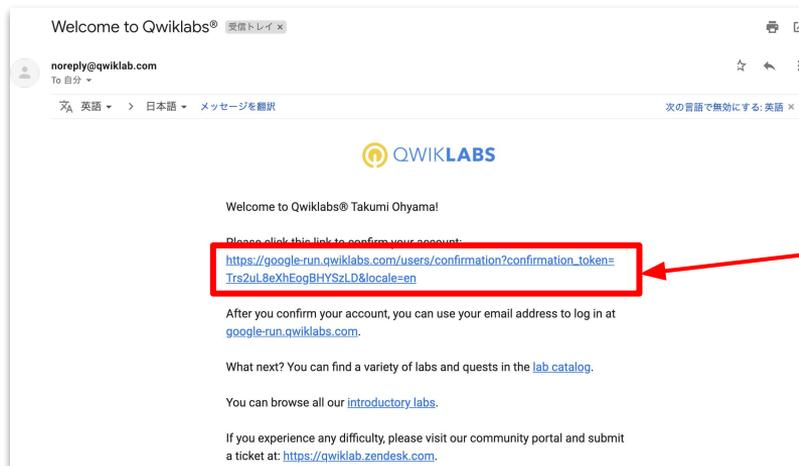 Welcome to Qwiklabs® 受信トレイ ×
noreply@qwiklab.com
To 自分
英語 > 日本語 メッセージを翻訳 次の言語で無効にする: 英語 ×
QWIKLABS
Welcome to Qwiklabs® Takumi Ohyama!
Please click this link to confirm your account:
https://google-run.qwiklabs.com/users/confirmation?confirmation_token=
Trs2uL8eXhEogBHYSzLD&locale=en
After you confirm your account, you can use your email address to log in at
google-run.qwiklabs.com.
What next? You can find a variety of labs and quests in the lab catalog.
You can browse all our introductory labs.
If you experience any difficulty, please visit our community portal and submit
a ticket at: https://qwiklab.zendesk.com.